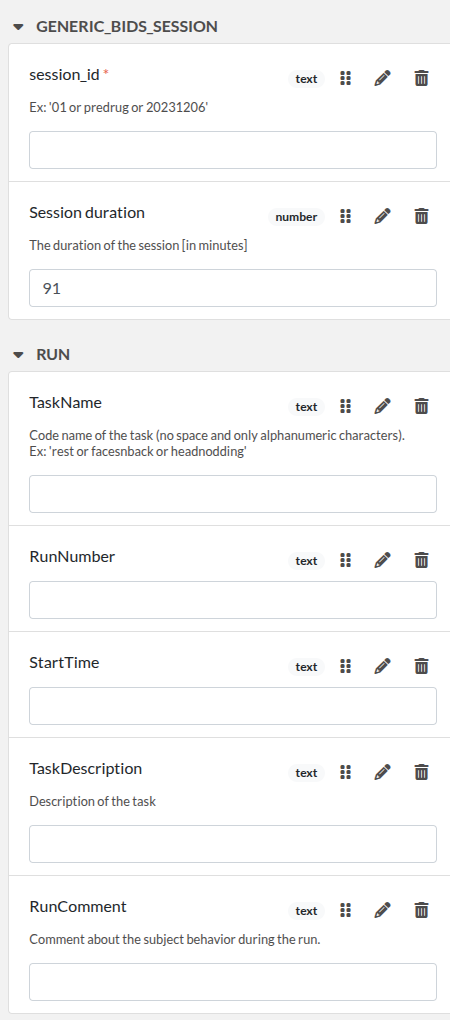 GENERIC_BIDS_SESSION
session_id * text
Ex: '01 or predrug or 20231206'
Session duration number
The duration of the session [in minutes]
91
RUN
TaskName text
Code name of the task (no space and only alphanumeric characters).
Ex: 'rest or facesnback or headnodding'
RunNumber text
StartTime text
TaskDescription text
Description of the task
RunComment text
Comment about the subject behavior during the run.